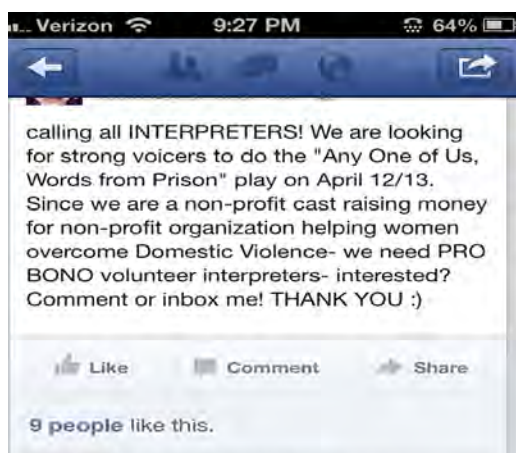 Verizon 9:27 PM 64%
calling all INTERPRETERS! We are looking
for strong voicers to do the "Any One of Us,
Words from Prison" play on April 12/13.
Since we are a non-profit cast raising money
for non-profit organization helping women
overcome Domestic Violence- we need PRO
BONO volunteer interpreters- interested?
Comment or inbox me! THANK YOU :)
Like Comment Share
9 people like this.